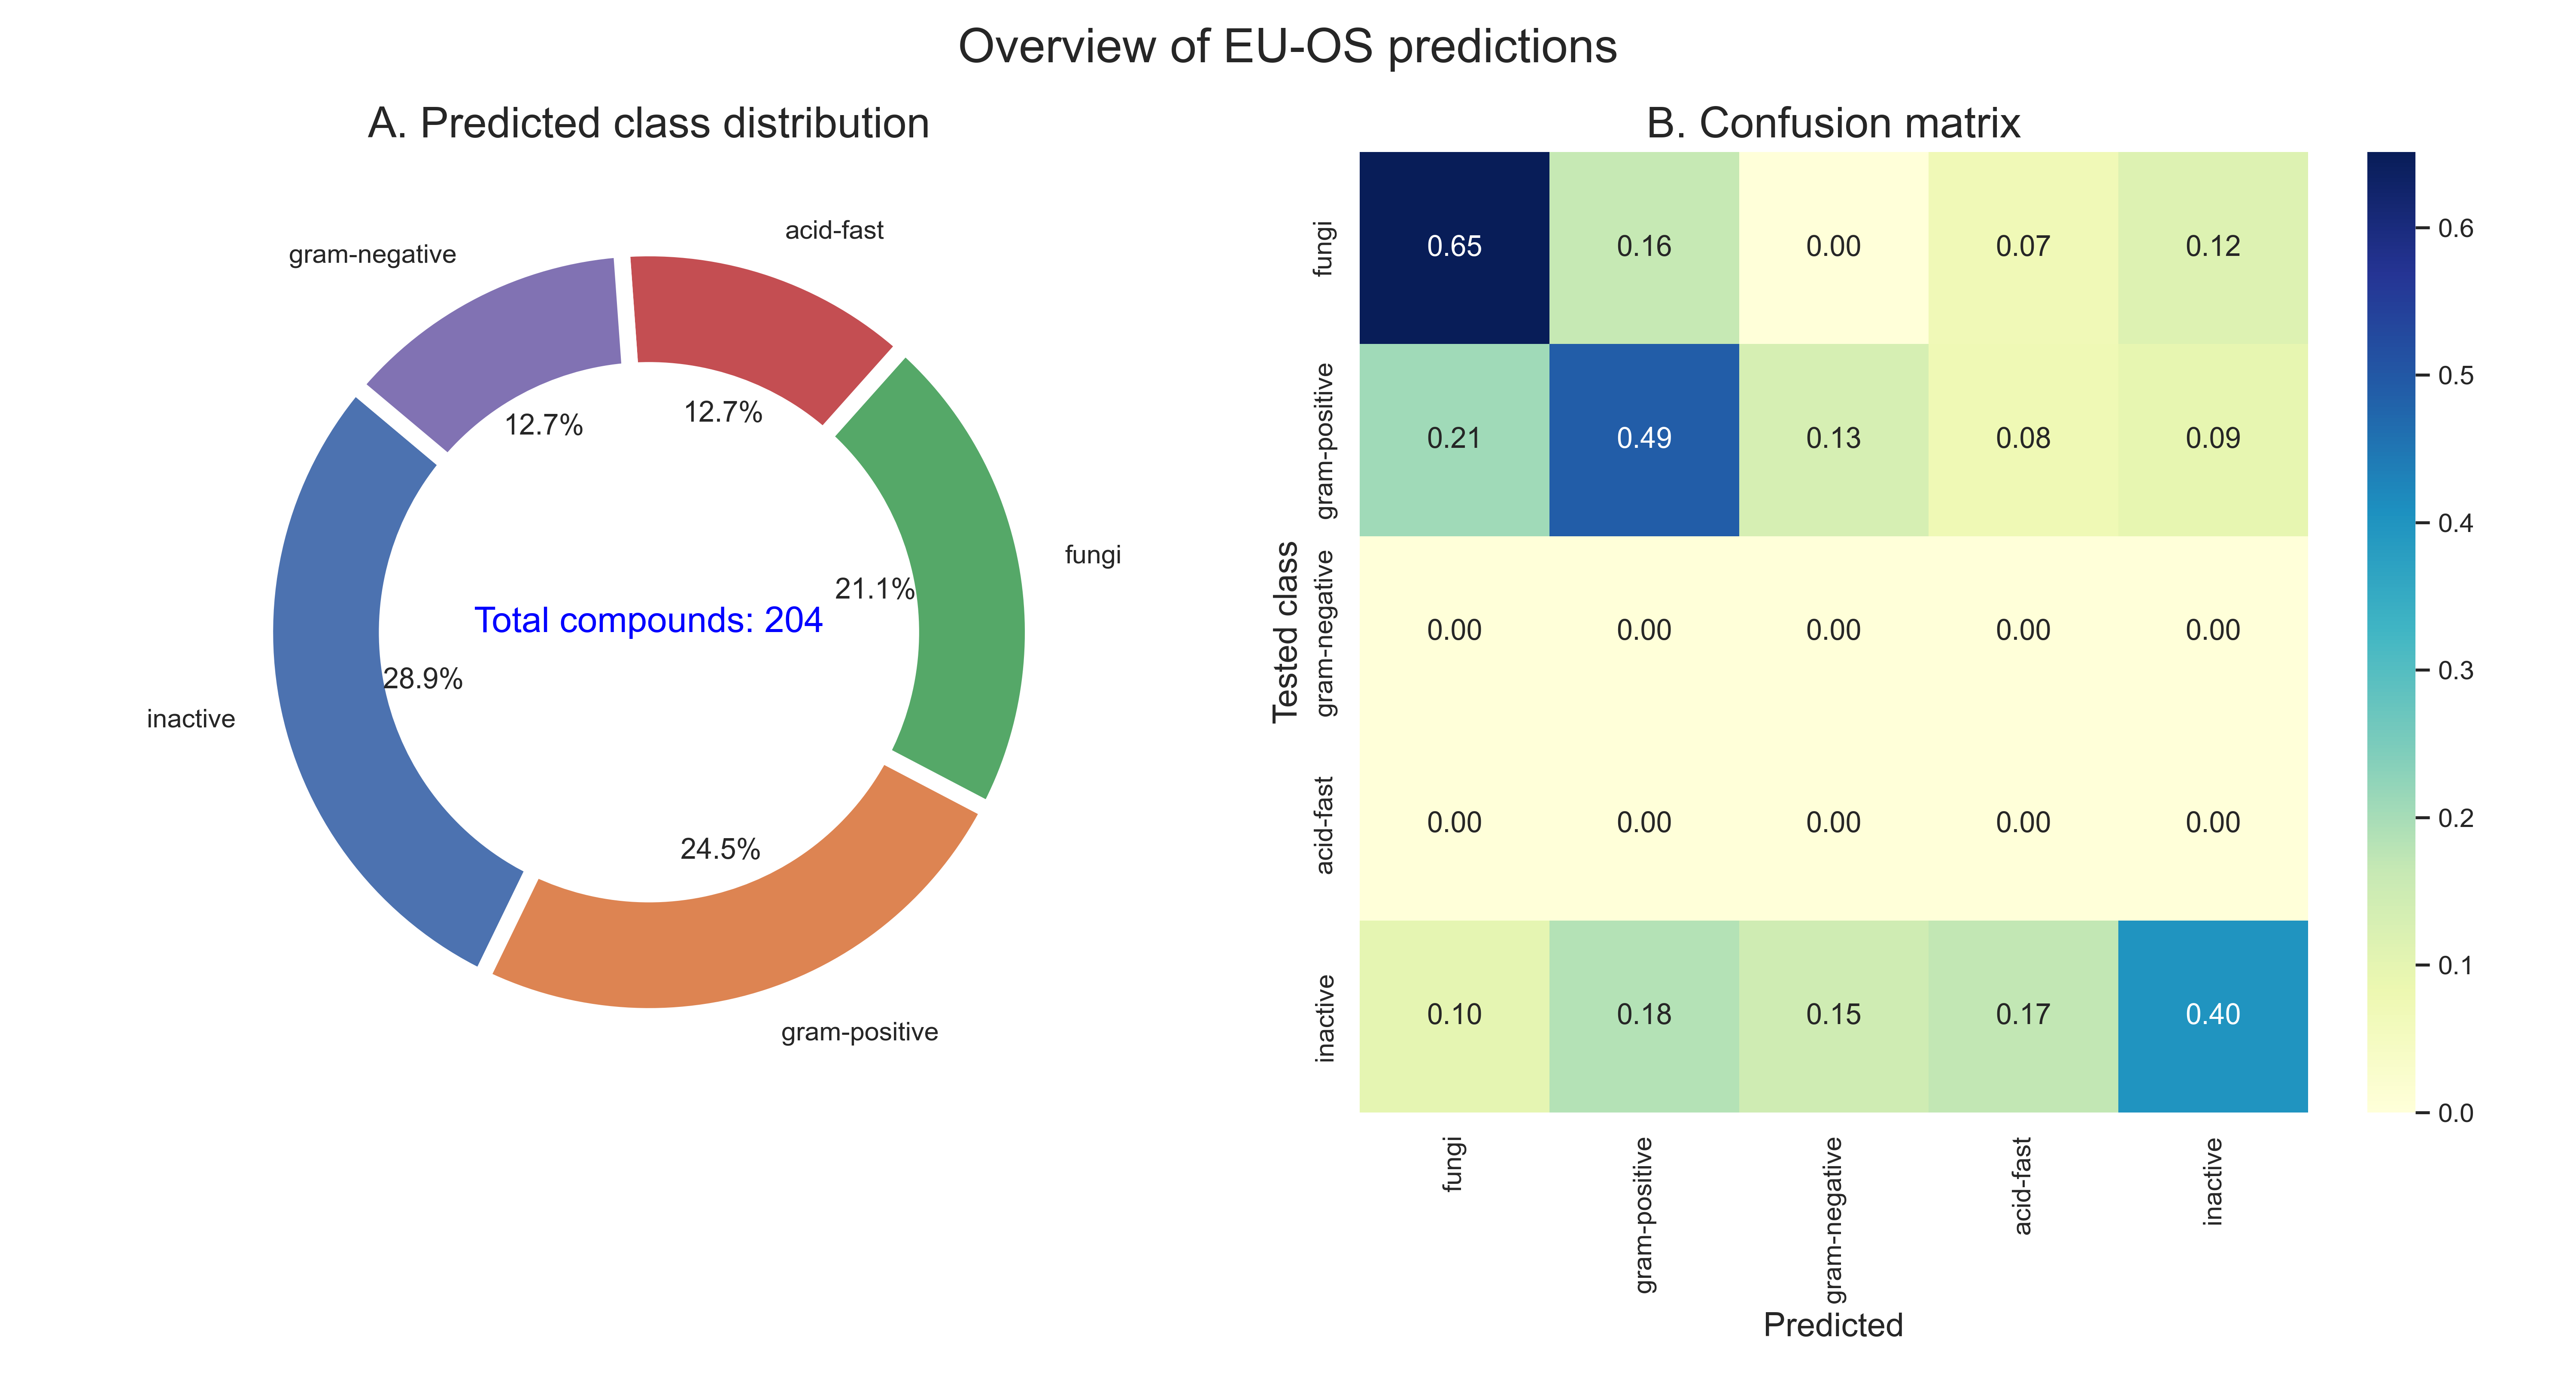 Overview of EU-OS predictions
A. Predicted class distribution
acid-fast
gram-negative
12.7%
12.7%
fungi
21.1%
Total compounds: 204
28.9%
inactive
24.5%
gram-positive
B. Confusion matrix
Tested class
fungi
0.65 0.16 0.00 0.07 0.12
gram-positive
0.21 0.49 0.13 0.08 0.09
gram-negative
0.00 0.00 0.00 0.00 0.00
acid-fast
0.00 0.00 0.00 0.00 0.00
inactive
0.10 0.18 0.15 0.17 0.40
fungi
gram-positive
gram-negative
acid-fast
inactive
Predicted
0.6
0.5
0.4
0.3
0.2
0.1
0.0